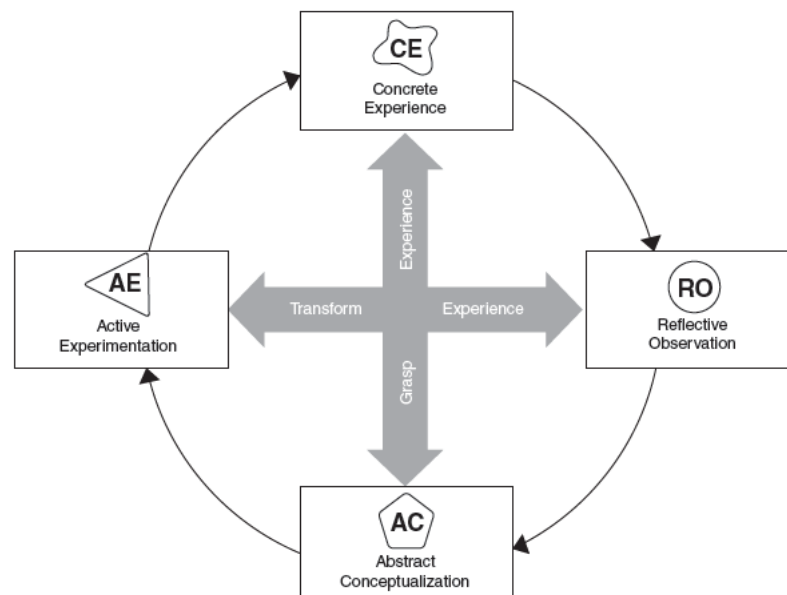 CE
Concrete
Experience
Experience
AE
Active
Experimentation
Transform
Experience
RO
Reflective
Observation
Grasp
AC
Abstract
Conceptualization